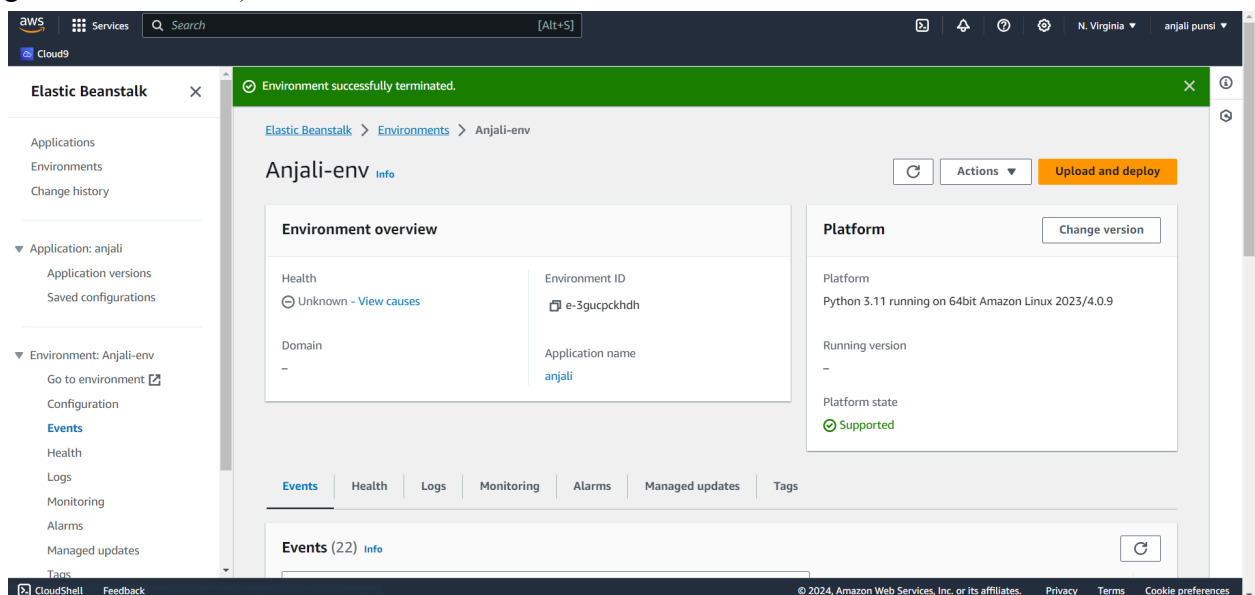 aws Services Search [Alt+S] N. Virginia ▼ anjali punsi ▼
Cloud9
Elastic Beanstalk
Applications
Environments
Change history
Application: anjali
Application versions
Saved configurations
Environment: Anjali-env
Go to environment
Configuration
Events
Health
Logs
Monitoring
Alarms
Managed updates
Tags
Environment successfully terminated.
Elastic Beanstalk > Environments > Anjali-env
Anjali-env Info
Actions ▼ Upload and deploy
Environment overview
Health
Unknown - View causes
Domain
–
Environment ID
e-3gucpckhdh
Application name
anjali
Platform Change version
Platform
Python 3.11 running on 64bit Amazon Linux 2023/4.0.9
Running version
–
Platform state
Supported
Events Health Logs Monitoring Alarms Managed updates Tags
Events (22) Info
CloudShell Feedback © 2024, Amazon Web Services, Inc. or its affiliates. Privacy Terms Cookie preferences